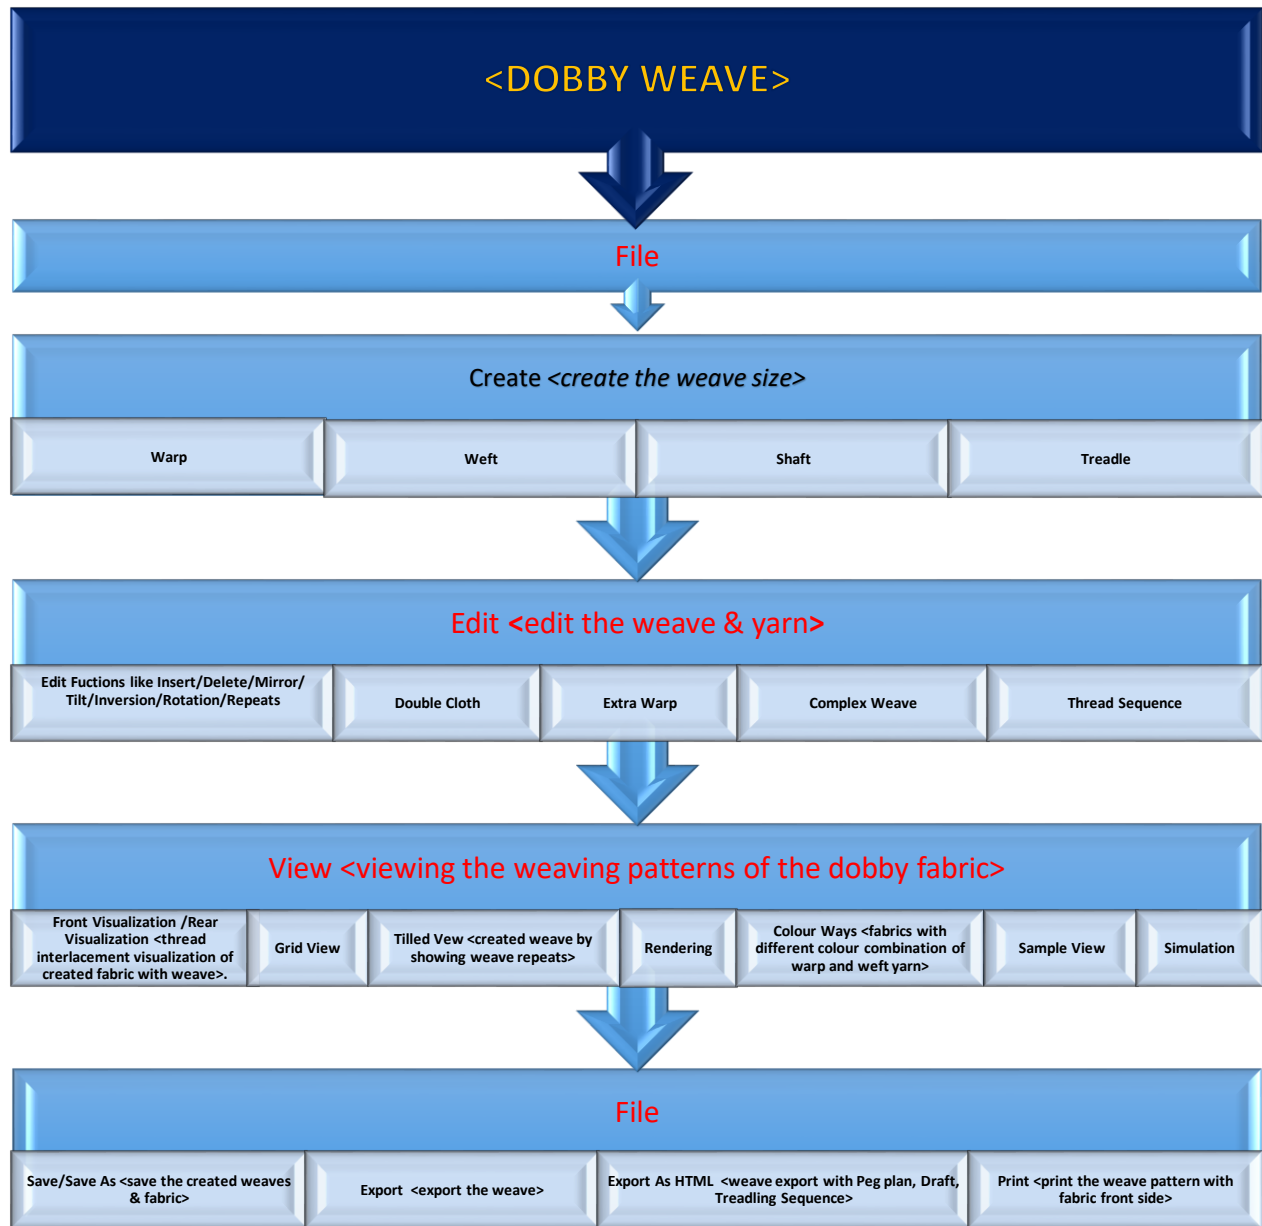 <DOBBY WEAVE>
File
Create <create the weave size>
Warp
Weft
Shaft
Treadle
Edit <edit the weave & yarn>
Edit Fuctions like Insert/Delete/Mirror/
Tilt/Inversion/Rotation/Repeats
Double Cloth
Extra Warp
Complex Weave
Thread Sequence
View <viewing the weaving patterns of the dobby fabric>
Front Visualization /Rear
Visualization <thread
interlacement visualization of
created fabric with weave>.
Grid View
Tilled Vew <created weave by
showing weave repeats>
Rendering
Colour Ways <fabrics with
different colour combination of
warp and weft yarn>
Sample View
Simulation
File
Save/Save As <save the created weaves
& fabric>
Export <export the weave>
Export As HTML <weave export with Peg plan, Draft,
Treadling Sequence>
Print <print the weave pattern with
fabric front side>